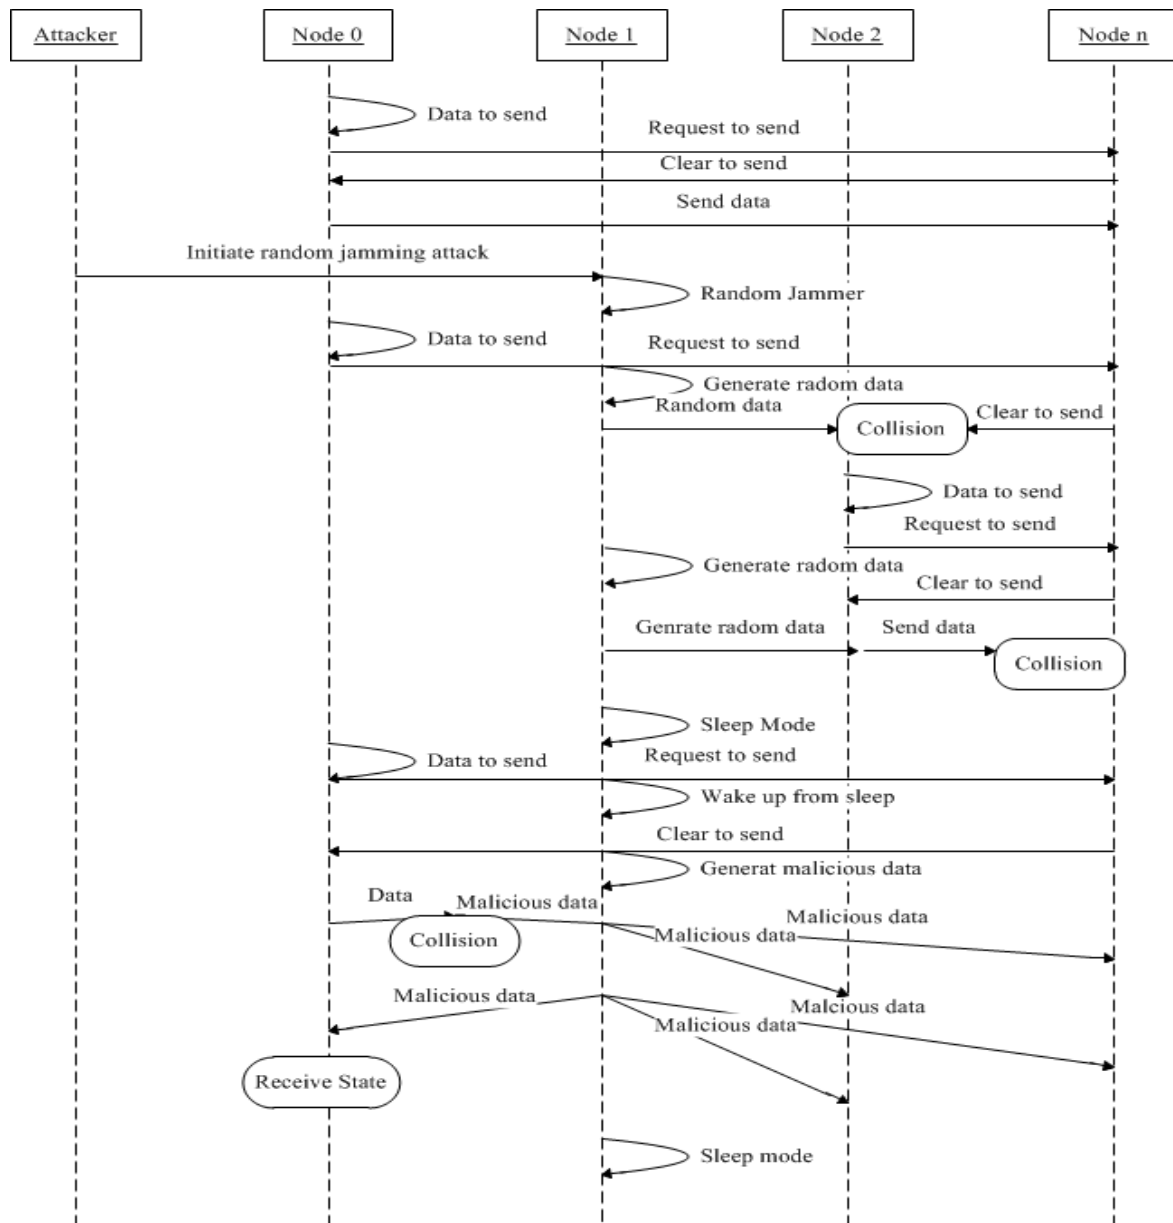 Attacker
Node 0
Node 1
Node 2
Node n
Data to send
Request to send
Clear to send
Send data
Initiate random jamming attack
Random Jammer
Data to send
Request to send
Generate radom data
Random data
Collision
Clear to send
Data to send
Request to send
Generate radom data
Clear to send
Genrate radom data
Send data
Collision
Sleep Mode
Data to send
Request to send
Wake up from sleep
Clear to send
Generat malicious data
Data
Malicious data
Malicious data
Malicious data
Collision
Malicious data
Malcious data
Malicious data
Receive State
Sleep mode